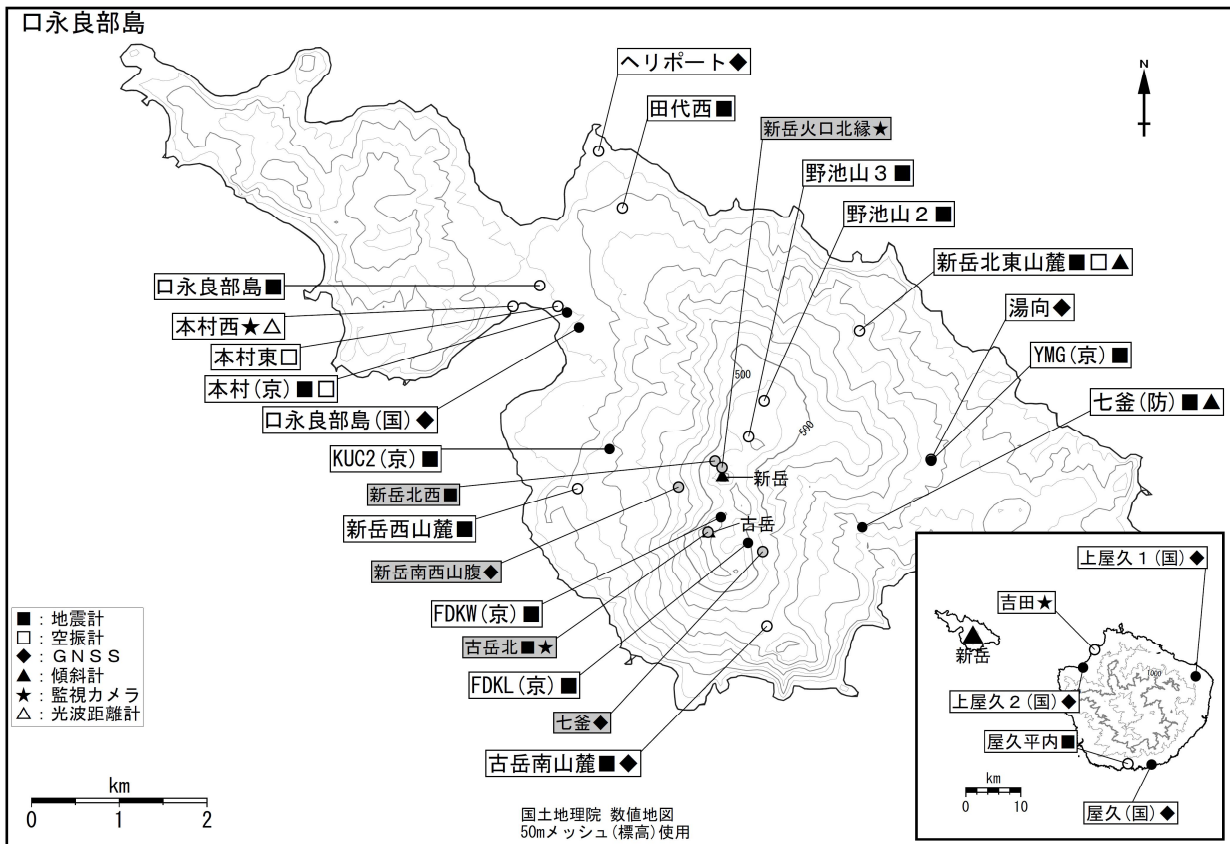 口永良部島
ヘリポート◆
田代西■
新岳火口北縁★
野池山3■
野池山2■
新岳北東山麓■□▲
湯向◆
YMG(京)■
七釜(防)■▲
口永良部島■
本村西★△
本村東□
本村(京)■□
口永良部島(国)◆
KUC2(京)■
新岳北西■
新岳西山麓■
新岳南西山腹◆
FDKW(京)■
古岳北■★
FDKL(京)■
七釜◆
古岳南山麓■◆
N
500
500
新岳
古岳
■:地震計
□:空振計
◆:GNSS
▲:傾斜計
★:監視カメラ
△:光波距離計
km
0 1 2
国土地理院 数値地図
50mメッシュ(標高)使用
上屋久1(国)◆
吉田★
新岳
1000
上屋久2(国)◆
屋久平内■
km
0 10
屋久(国)◆